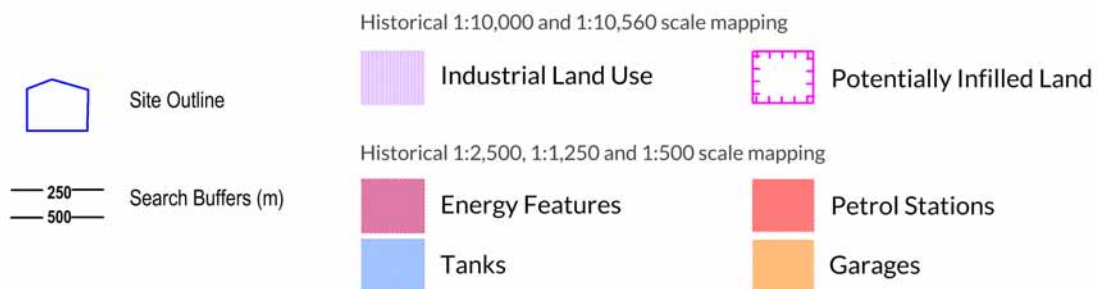 Historical 1:10,000 and 1:10,560 scale mapping
Industrial Land Use
Potentially Infilled Land
Site Outline
Historical 1:2,500, 1:1,250 and 1:500 scale mapping
250
500
Search Buffers (m)
Energy Features
Petrol Stations
Tanks
Garages